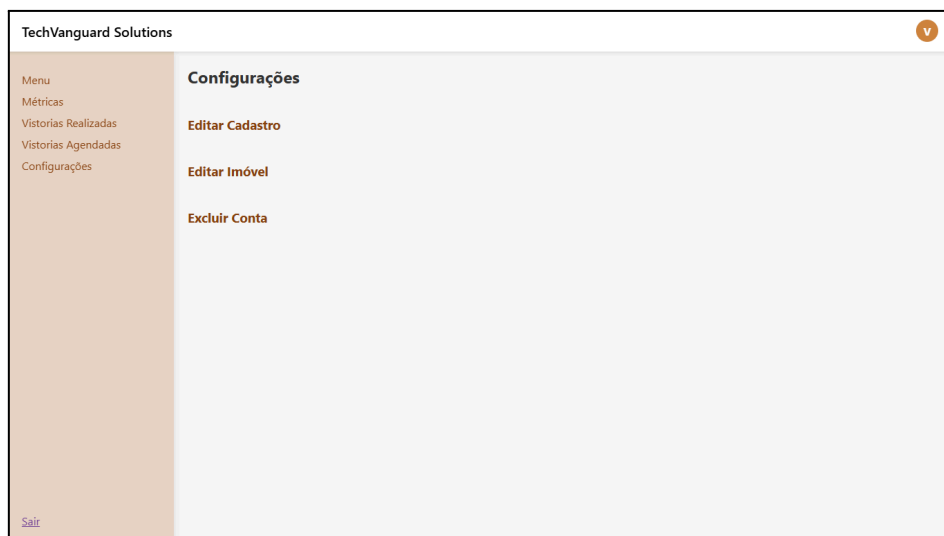 TechVanguard Solutions
V
Menu
Métricas
Vistorias Realizadas
Vistorias Agendadas
Configurações
Sair
Configurações
Editar Cadastro
Editar Imóvel
Excluir Conta